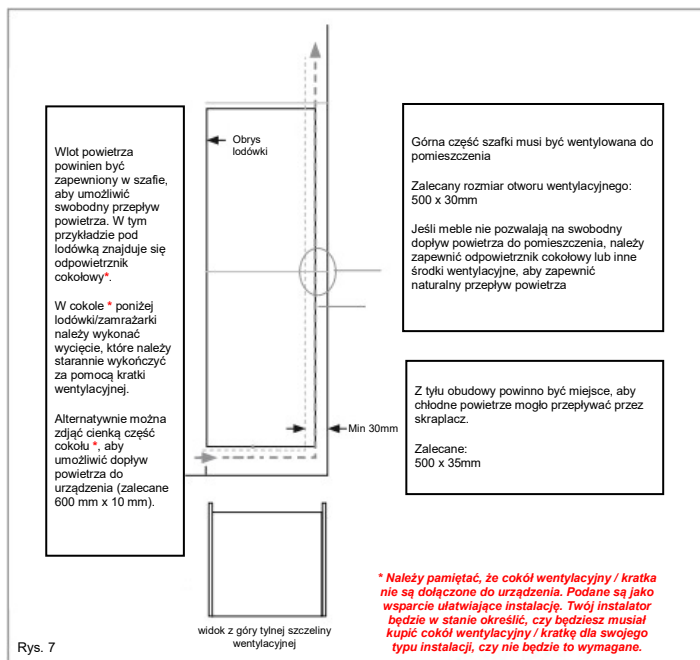 Wlot powietrza
powinien być
zapewniony w szafie,
aby umożliwić
swobodny przepływ
powietrza. W tym
przykładzie pod
lodówką znajduje się
odpowietrznik
cokołowy*.
W cokole * poniżej
lodówki/zamrażarki
należy wykonać
wycięcie, które należy
starannie wykończyć
za pomocą kratki
wentylacyjnej.
Alternatywnie można
zdjąć cienką część
cokołu *, aby
umożliwić dopływ
powietrza do
urządzenia (zalecane
600 mm x 10 mm).
Obrys
lodówki
Min 30mm
widok z góry tylnej szczeliny
wentylacyjnej
Górna część szafki musi być wentylowana do
pomieszczenia
Zalecany rozmiar otworu wentylacyjnego:
500 x 30mm
Jeśli meble nie pozwalają na swobodny
dopływ powietrza do pomieszczenia, należy
zapewnić odpowietrznik cokołowy lub inne
środki wentylacyjne, aby zapewnić
naturalny przepływ powietrza
Z tyłu obudowy powinno być miejsce, aby
chłodne powietrze mogło przepływać przez
skraplacz.
Zalecane:
500 x 35mm
* Należy pamiętać, że cokół wentylacyjny / kratka
nie są dołączone do urządzenia. Podane są jako
wsparcie ułatwiające instalację. Twój instalator
będzie w stanie określić, czy będziesz musiał
kupić cokół wentylacyjny / kratkę dla swojego
typu instalacji, czy nie będzie to wymagane.
Rys. 7